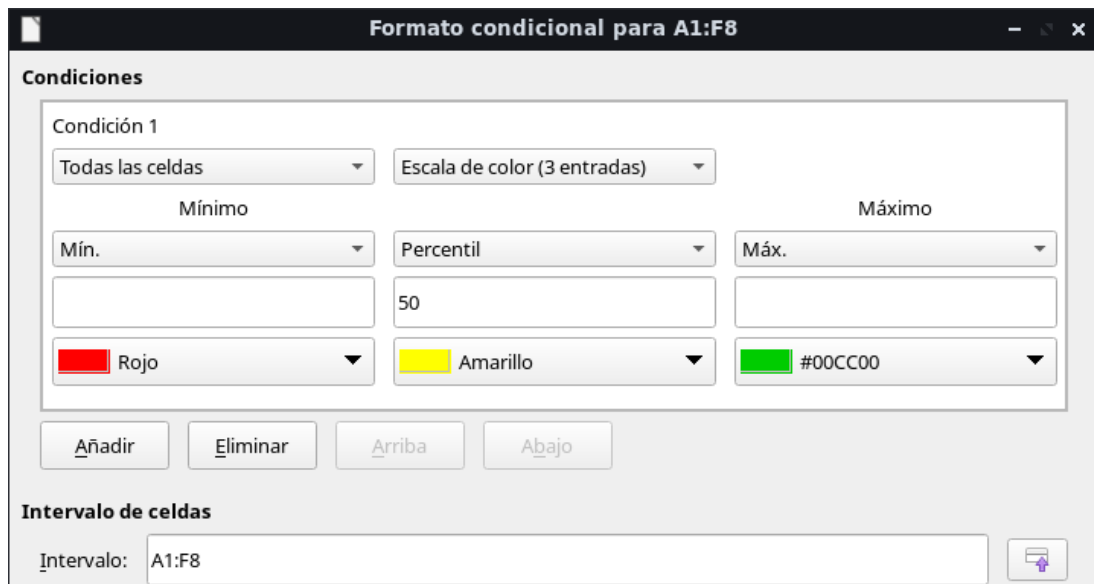 Formato condicional para A1:F8
Condiciones
Condición 1
Todas las celdas Escala de color (3 entradas)
Mínimo Máximo
Mín. Percentil Máx.
50
Rojo Amarillo #00CC00
Añadir Eliminar Arriba Abajo
Intervalo de celdas
Intervalo: A1:F8